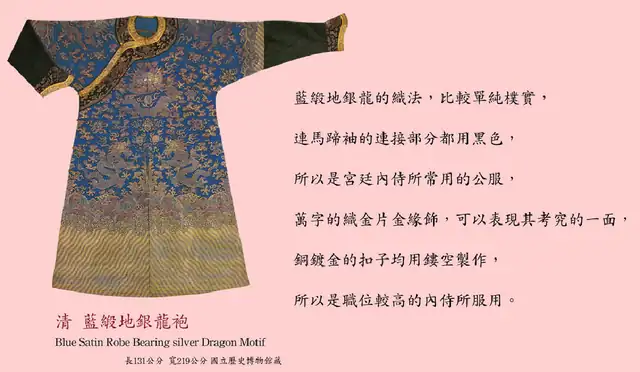 藍緞地銀龍的織法，比較單純樸實，
連馬蹄袖的連接部分都用黑色，
所以是宮廷內侍所常用的公服，
萬字的織金片金緣飾，可以表現其考究的一面，
銅鍍金的扣子均用鏤空製作，
所以是職位較高的內侍所服用。
清 藍緞地銀龍袍
Blue Satin Robe Bearing silver Dragon Motif
長131公分 寬219公分 國立歷史博物館藏